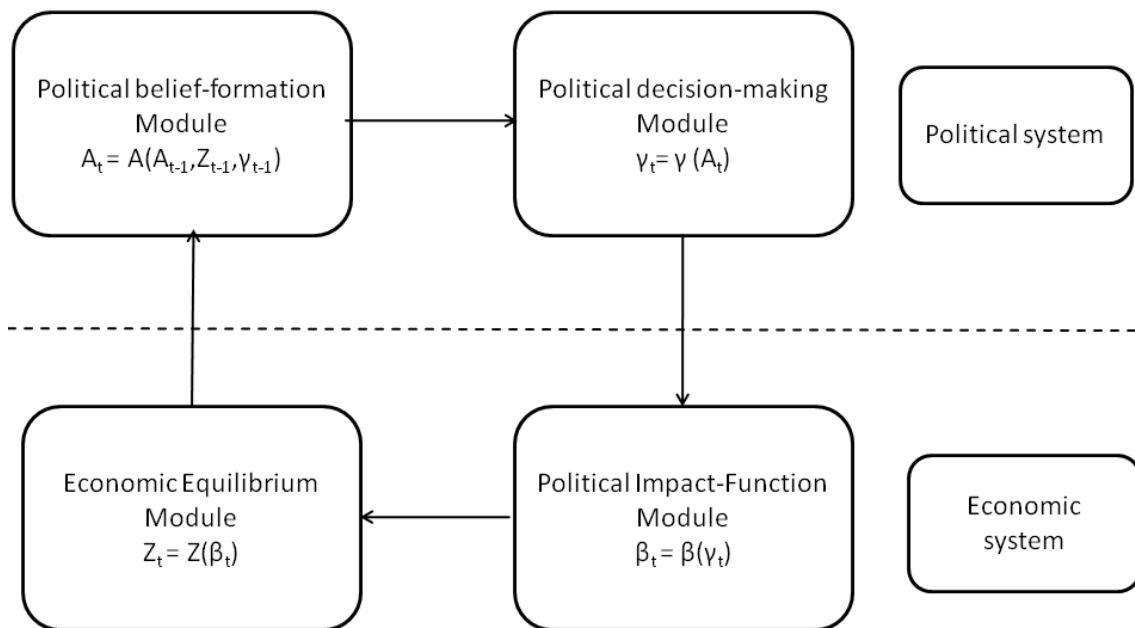 Political belief-formation
Module
Aₜ = A(Aₜ₋₁,Zₜ₋₁,γₜ₋₁)
Political decision-making
Module
γₜ= γ (Aₜ)
Political system
Economic Equilibrium
Module
Zₜ = Z(βₜ)
Political Impact-Function
Module
βₜ = β(γₜ)
Economic
system